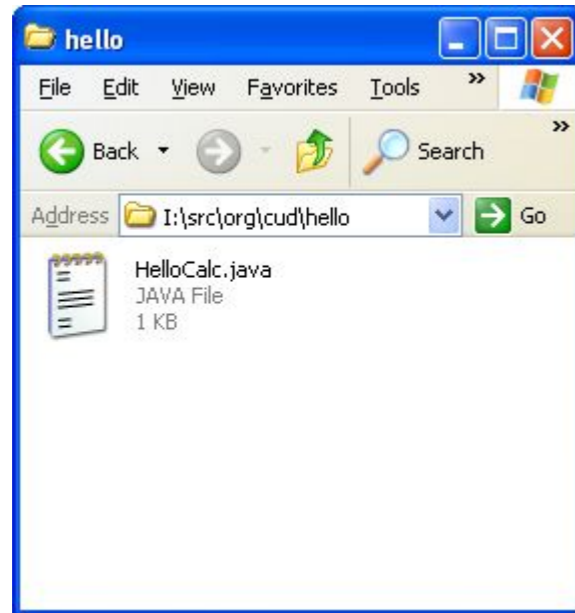 hello
File Edit View Favorites Tools »
Back Search »
Address I:\src\org\cud\hello Go
HelloCalc.java
JAVA File
1 KB